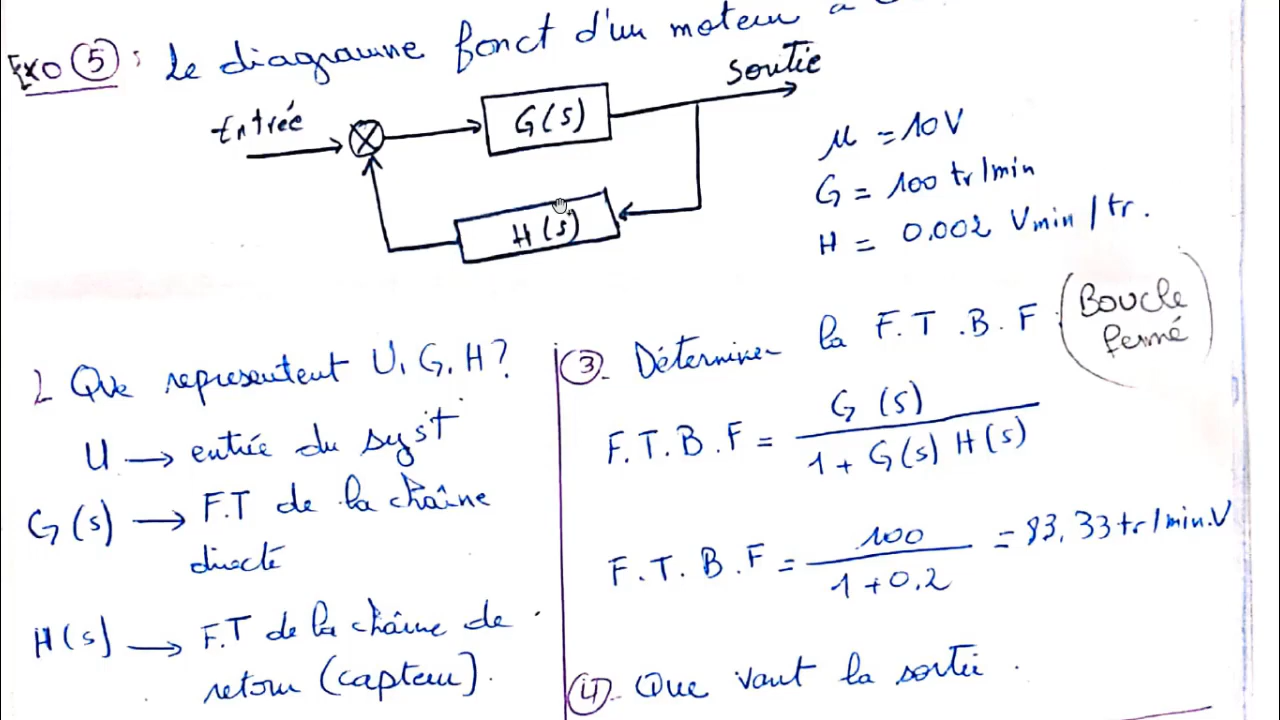 Exo (5) : Le diagramme fonct d'un moteur à
Entrée
G(s)
sortie
H(s)
M = 10V
G = 100 tr/min
H = 0.002 Vmin/tr.
Que representent U, G, H?
U → entrée du syst
G(s) → F.T de la chaîne
directe
H(s) → F.T de la chaîne de
retour (capteur).
(3). Déterminer la F.T.B.F (Boucle
fermé)
F.T.B.F = G(s) / 1 + G(s) H(s)
F.T.B.F = 100 / 1 + 0.2 = 83,33 tr/min.V
(4). Que vaut la sortie.